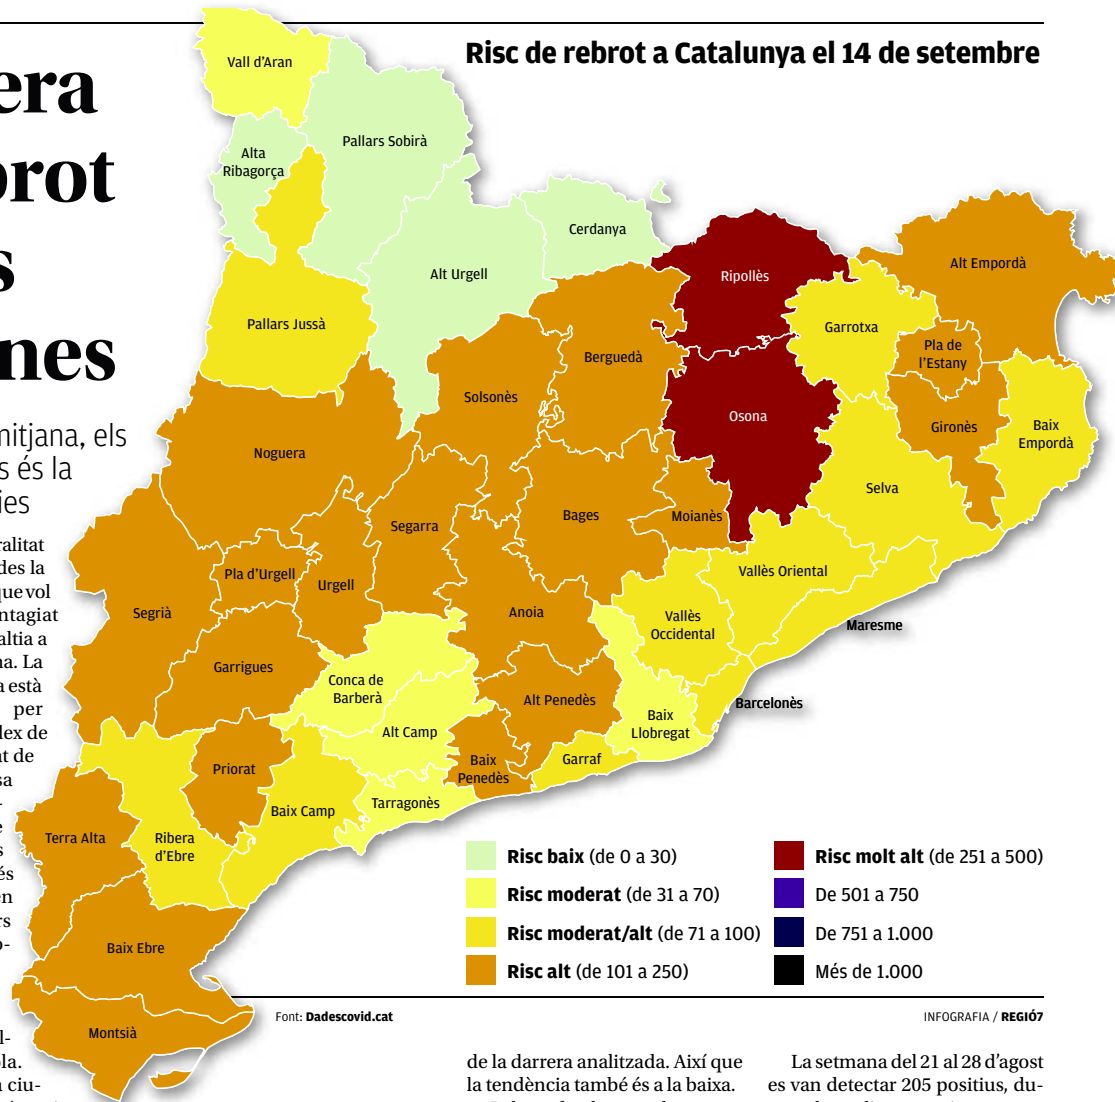 Risc de rebrot a Catalunya el 14 de setembre
era
brot
s
nes
mitjana, els
s és la
ies
ralitat
des la
que vol
ntagiat
altia a
na. La
a està
per
lex de
at de
sa
-
e
s
és
en
rs
o-
l-
ola.
a ciu-
Vall d'Aran
Alta
Ribagorça
Pallars Sobirà
Cerdanya
Alt Urgell
Ripollès
Alt Empordà
Pallars Jussà
Garrotxa
Berguedà
Pla de
l'Estany
Solsonès
Osona
Gironès
Baix
Empordà
Noguera
Selva
Segarra
Bages
Moianès
Pla d'Urgell
Urgell
Vallès Oriental
Segrià
Anoia
Vallès
Occidental
Maresme
Garrigues
Conca de
Barberà
Alt Penedès
Barcelonès
Alt Camp
Baix
Llobregat
Priorat
Baix
Penedès
Garraf
Baix Camp
Tarragonès
Terra Alta
Ribera
d'Ebre
Baix Ebre
Montsià
Risc baix (de 0 a 30)
Risc moderat (de 31 a 70)
Risc moderat/alt (de 71 a 100)
Risc alt (de 101 a 250)
Risc molt alt (de 251 a 500)
De 501 a 750
De 751 a 1.000
Més de 1.000
Font: Dadescovid.cat
INFOGRAFIA / REGIÓ7
de la darrera analitzada. Així que
la tendència també és a la baixa.
La setmana del 21 al 28 d'agost
es van detectar 205 positius, du-